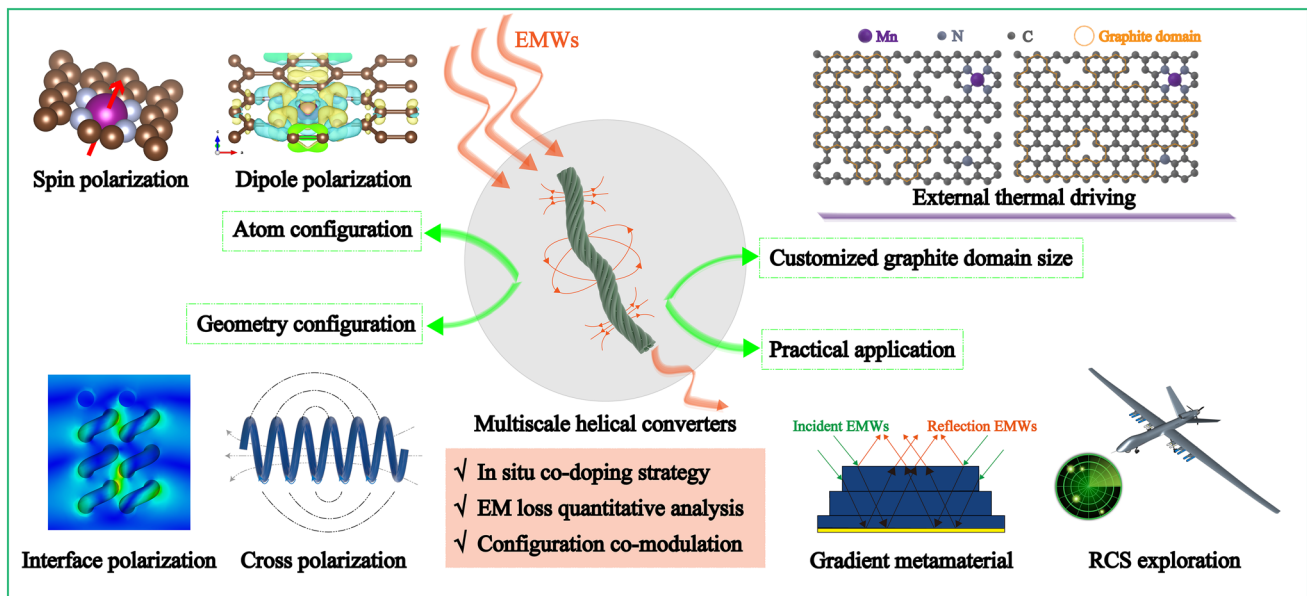 EMWs
Mn
N
C
Graphite domain
Spin polarization
Dipole polarization
External thermal driving
Atom configuration
Customized graphite domain size
Geometry configuration
Practical application
Multiscale helical converters
√ In situ co-doping strategy
√ EM loss quantitative analysis
√ Configuration co-modulation
Incident EMWs
Reflection EMWs
Interface polarization
Cross polarization
Gradient metamaterial
RCS exploration